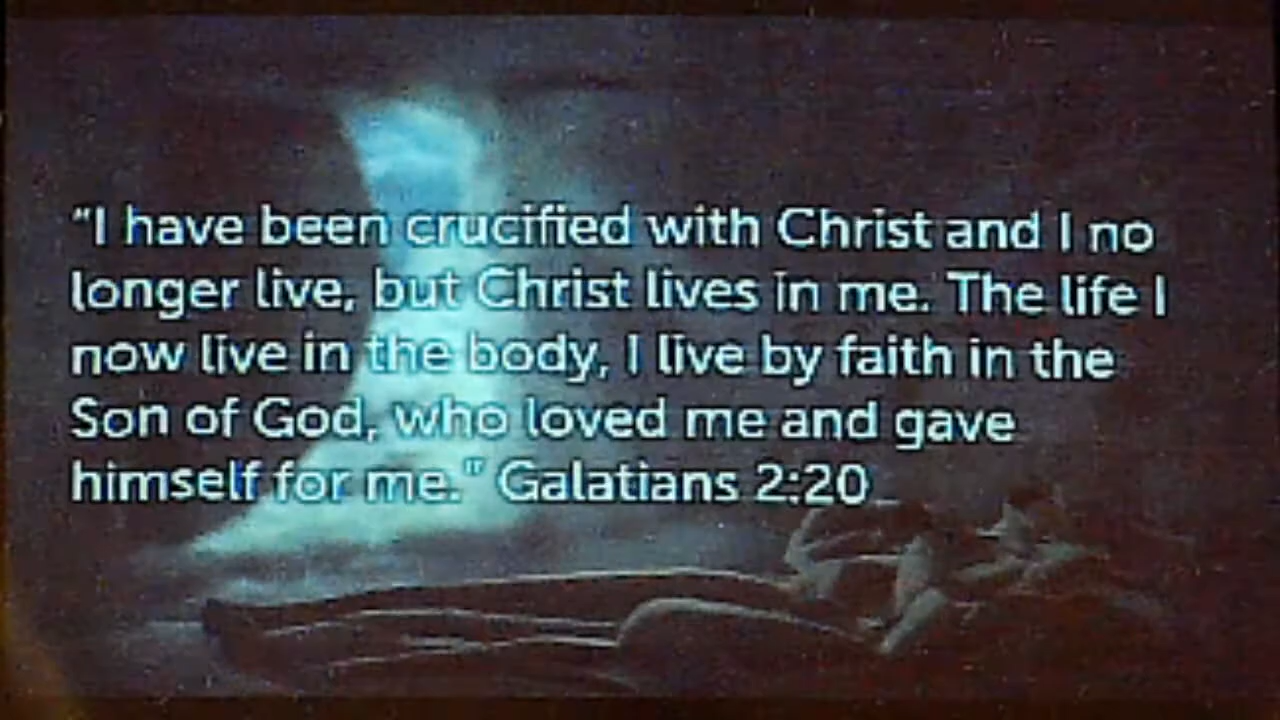 “I have been crucified with Christ and I no
longer live, but Christ lives in me. The life I
now live in the body, I live by faith in the
Son of God, who loved me and gave
himself for me." Galatians 2:20